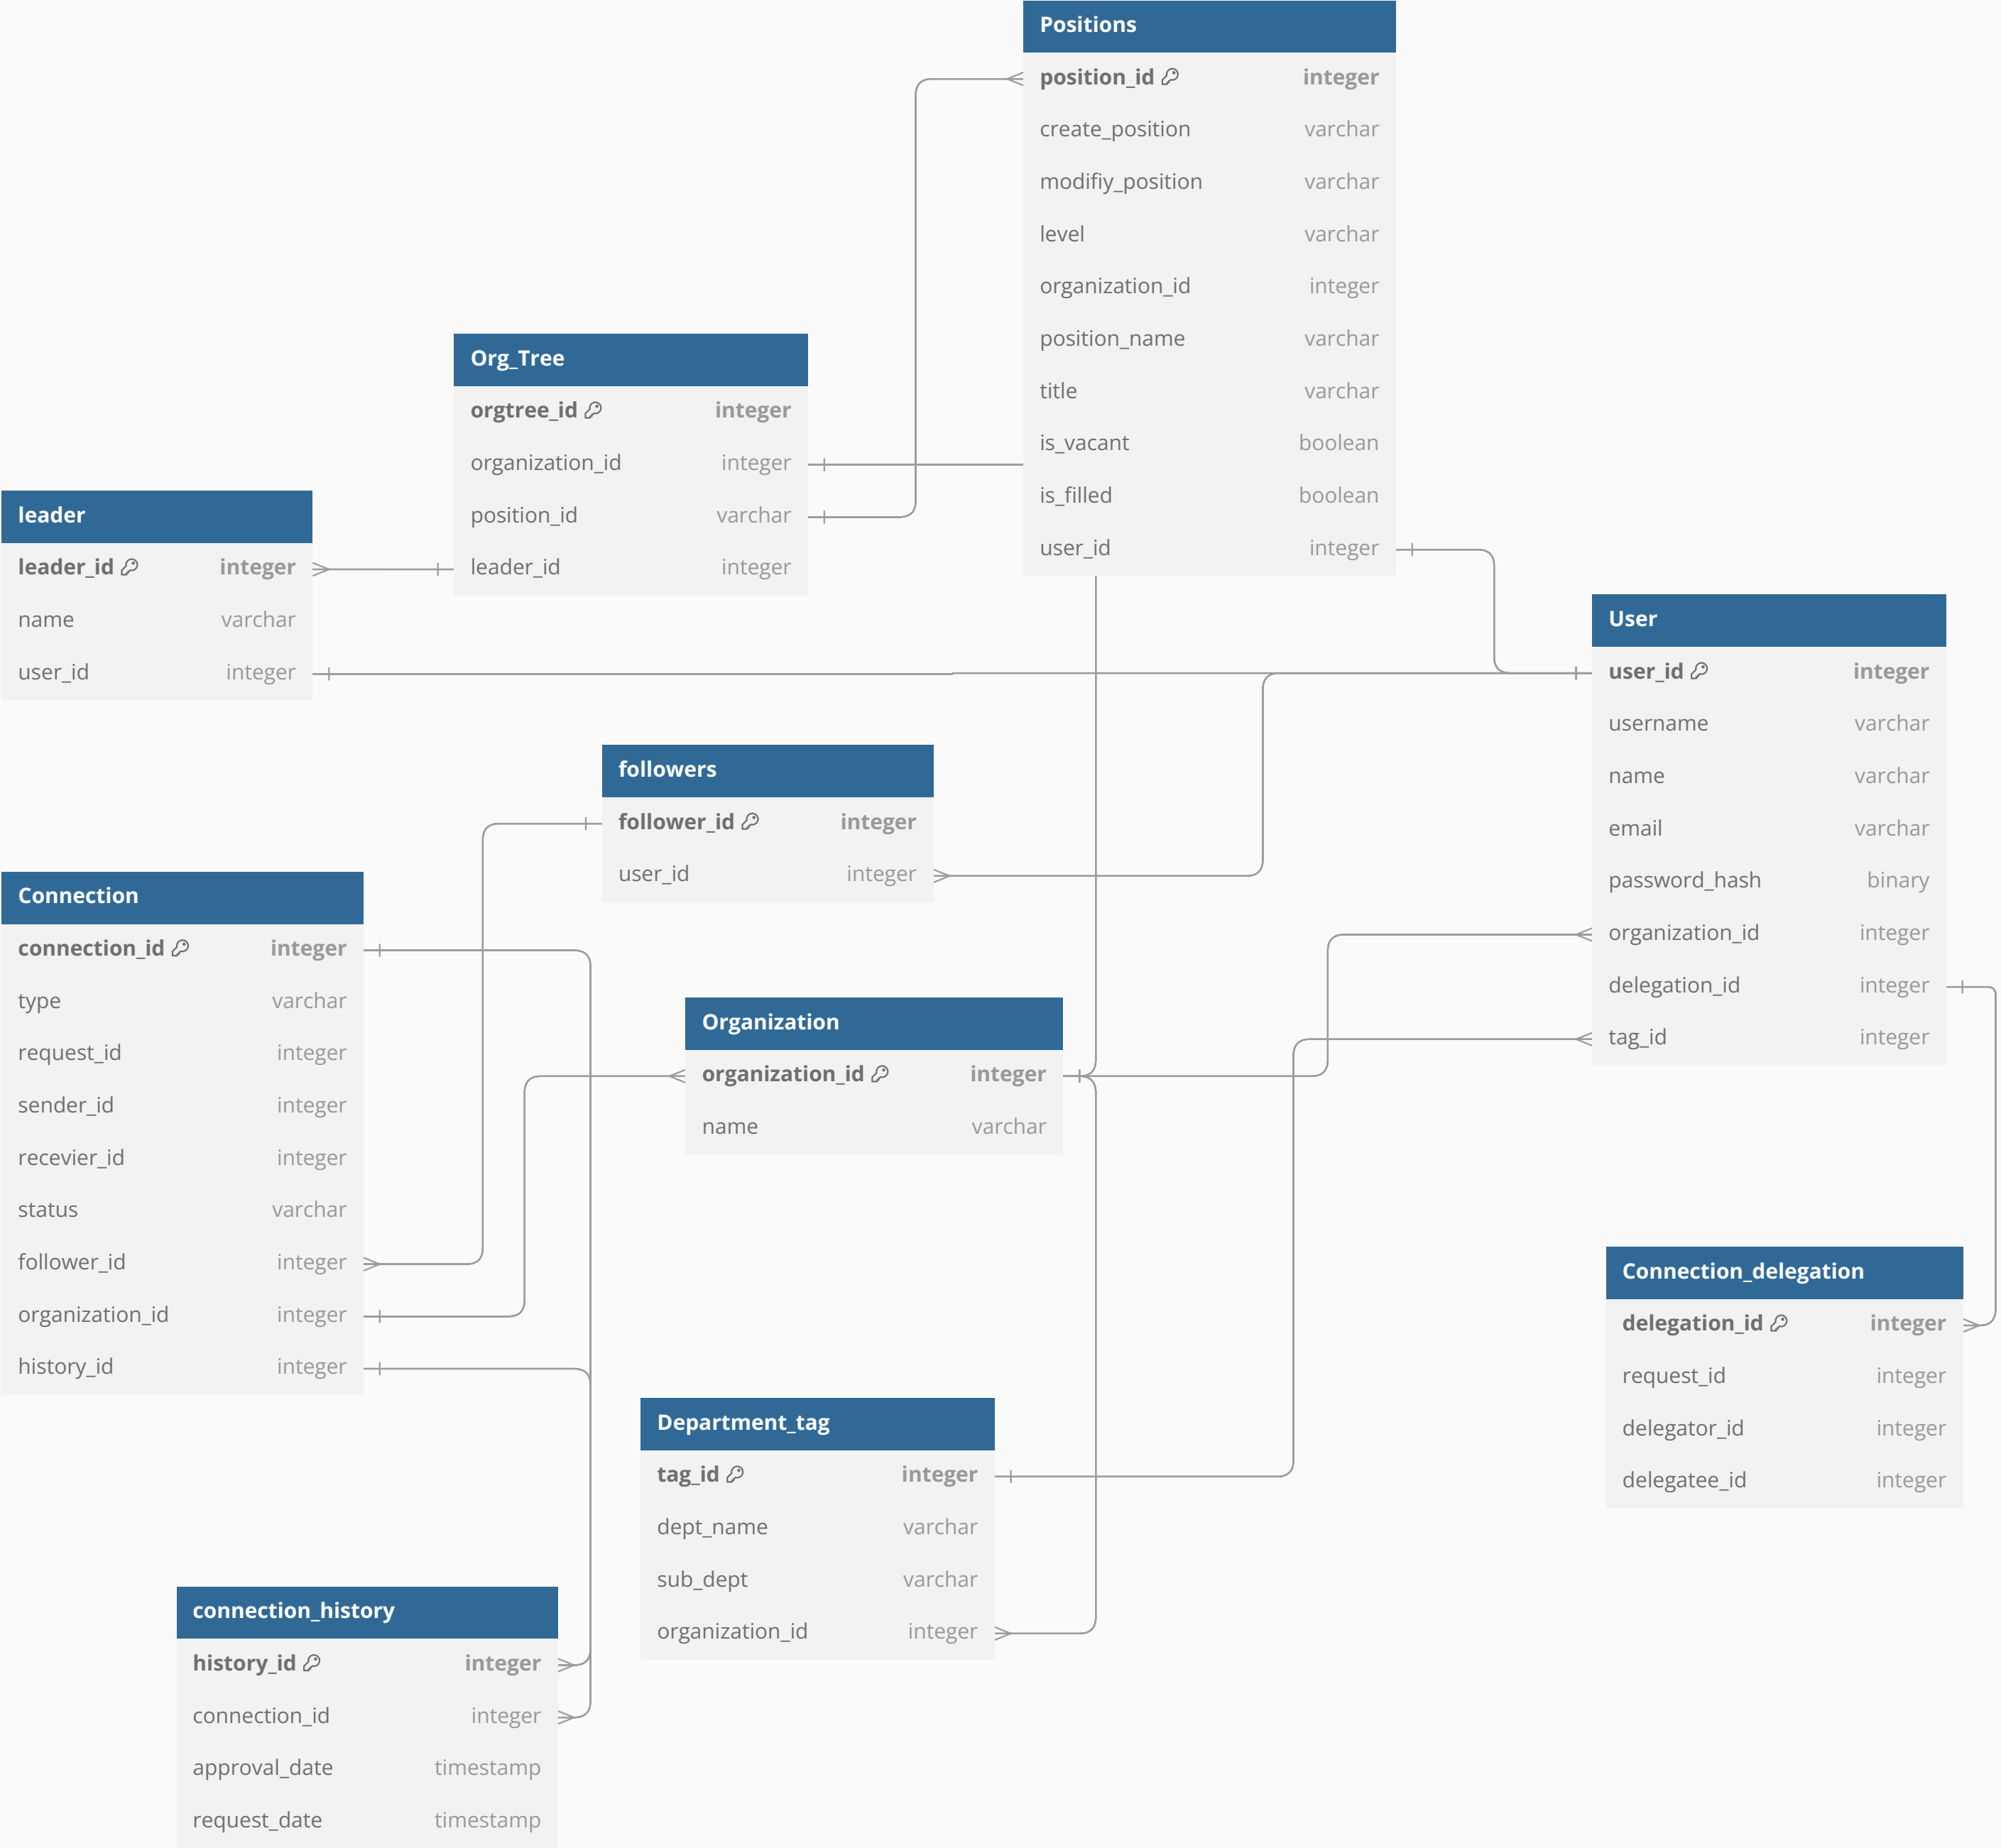 Positions
position_id integer
create_position varchar
modifiy_position varchar
level varchar
organization_id integer
position_name varchar
title varchar
is_vacant boolean
is_filled boolean
user_id integer
Org_Tree
orgtree_id integer
organization_id integer
position_id varchar
leader_id integer
leader
leader_id integer
name varchar
user_id integer
User
user_id integer
username varchar
name varchar
email varchar
password_hash binary
organization_id integer
delegation_id integer
tag_id integer
followers
follower_id integer
user_id integer
Connection
connection_id integer
type varchar
request_id integer
sender_id integer
recevier_id integer
status varchar
follower_id integer
organization_id integer
history_id integer
Organization
organization_id integer
name varchar
Connection_delegation
delegation_id integer
request_id integer
delegator_id integer
delegatee_id integer
Department_tag
tag_id integer
dept_name varchar
sub_dept varchar
organization_id integer
connection_history
history_id integer
connection_id integer
approval_date timestamp
request_date timestamp